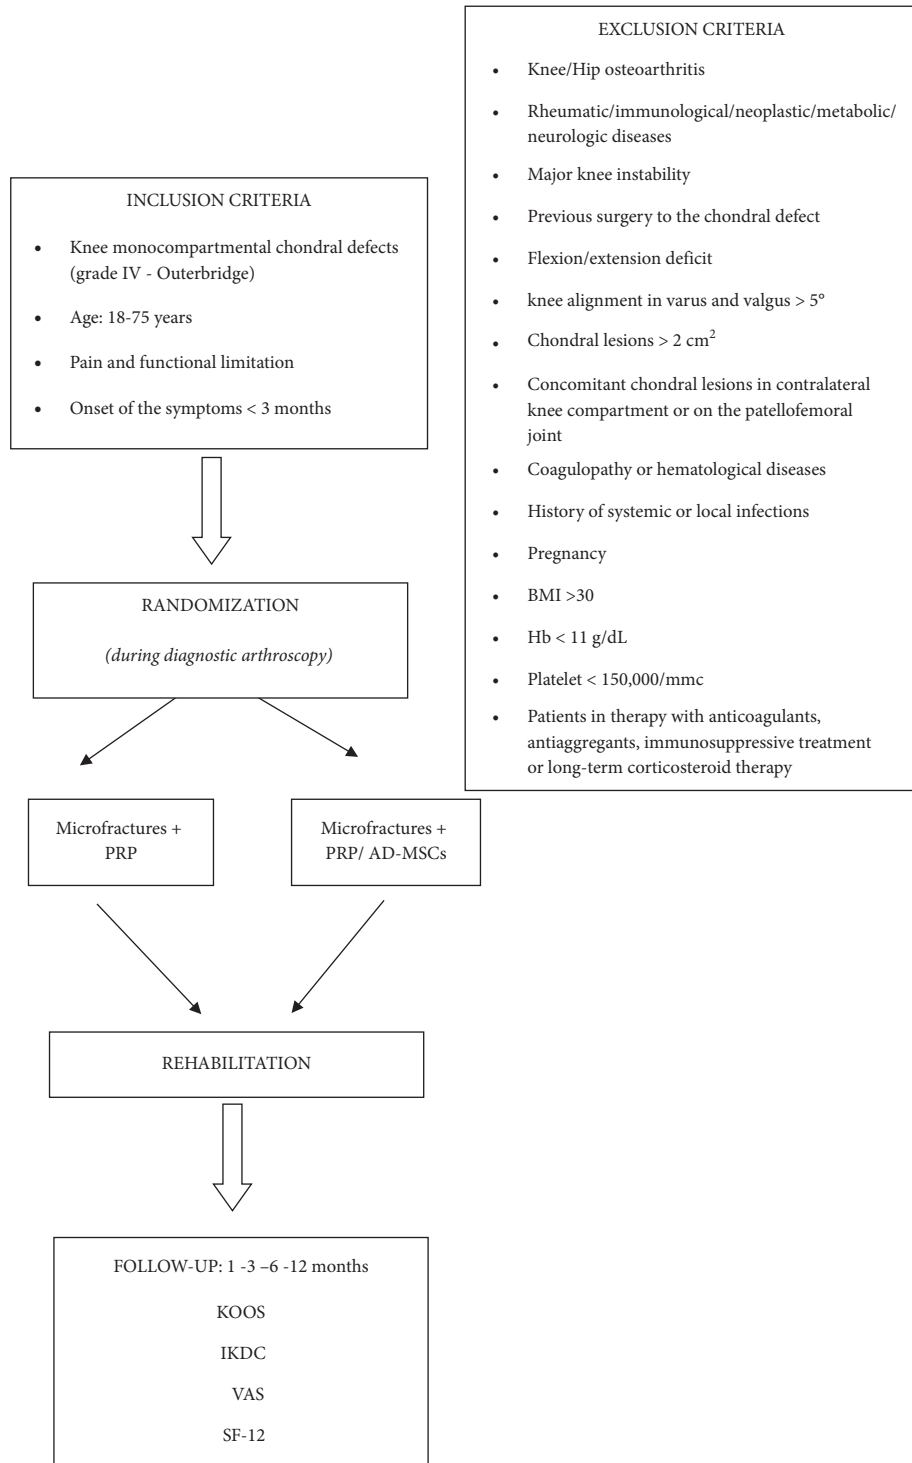 EXCLUSION CRITERIA
• Knee/Hip osteoarthritis
• Rheumatic/immunological/neoplastic/metabolic/
neurologic diseases
• Major knee instability
• Previous surgery to the chondral defect
• Flexion/extension deficit
• knee alignment in varus and valgus > 5°
• Chondral lesions > 2 cm²
• Concomitant chondral lesions in contralateral
knee compartment or on the patellofemoral
joint
• Coagulopathy or hematological diseases
• History of systemic or local infections
• Pregnancy
• BMI >30
• Hb < 11 g/dL
• Platelet < 150,000/mmc
• Patients in therapy with anticoagulants,
antiaggregants, immunosuppressive treatment
or long-term corticosteroid therapy
INCLUSION CRITERIA
• Knee monocompartmental chondral defects
(grade IV - Outerbridge)
• Age: 18-75 years
• Pain and functional limitation
• Onset of the symptoms < 3 months
RANDOMIZATION
(during diagnostic arthroscopy)
Microfractures +
PRP
Microfractures +
PRP/ AD-MSCs
REHABILITATION
FOLLOW-UP: 1 -3 –6 -12 months
KOOS
IKDC
VAS
SF-12